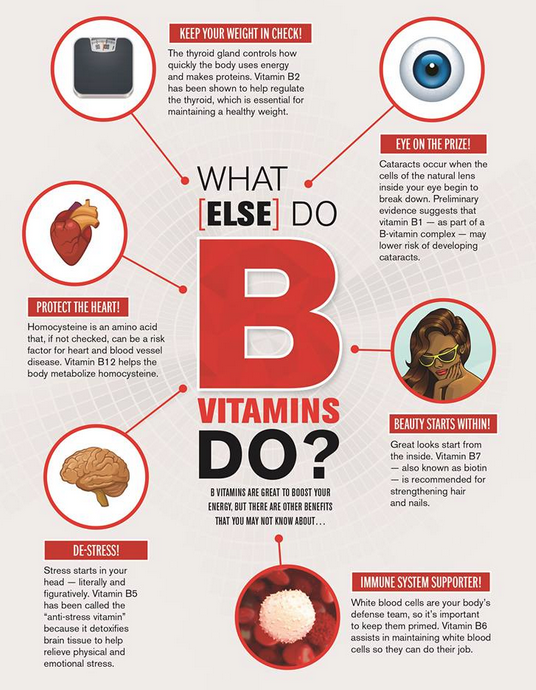 KEEP YOUR WEIGHT IN CHECK!
The thyroid gland controls how
quickly the body uses energy
and makes proteins. Vitamin B2
has been shown to help regulate
the thyroid, which is essential for
maintaining a healthy weight.
EYE ON THE PRIZE!
Cataracts occur when the
cells of the natural lens
inside your eye begin to
break down. Preliminary
evidence suggests that
vitamin B1 — as part of a
B-vitamin complex — may
lower risk of developing
cataracts.
WHAT
[ELSE] DO
B
VITAMINS
DO?
B VITAMINS ARE GREAT TO BOOST YOUR
ENERGY, BUT THERE ARE OTHER BENEFITS
THAT YOU MAY NOT KNOW ABOUT...
PROTECT THE HEART!
Homocysteine is an amino acid
that, if not checked, can be a risk
factor for heart and blood vessel
disease. Vitamin B12 helps the
body metabolize homocysteine.
BEAUTY STARTS WITHIN!
Great looks start from
the inside. Vitamin B7
— also known as biotin
— is recommended for
strengthening hair
and nails.
DE-STRESS!
Stress starts in your
head — literally and
figuratively. Vitamin B5
has been called the
“anti-stress vitamin”
because it detoxifies
brain tissue to help
relieve physical and
emotional stress.
IMMUNE SYSTEM SUPPORTER!
White blood cells are your body’s
defense team, so it’s important
to keep them primed. Vitamin B6
assists in maintaining white blood
cells so they can do their job.